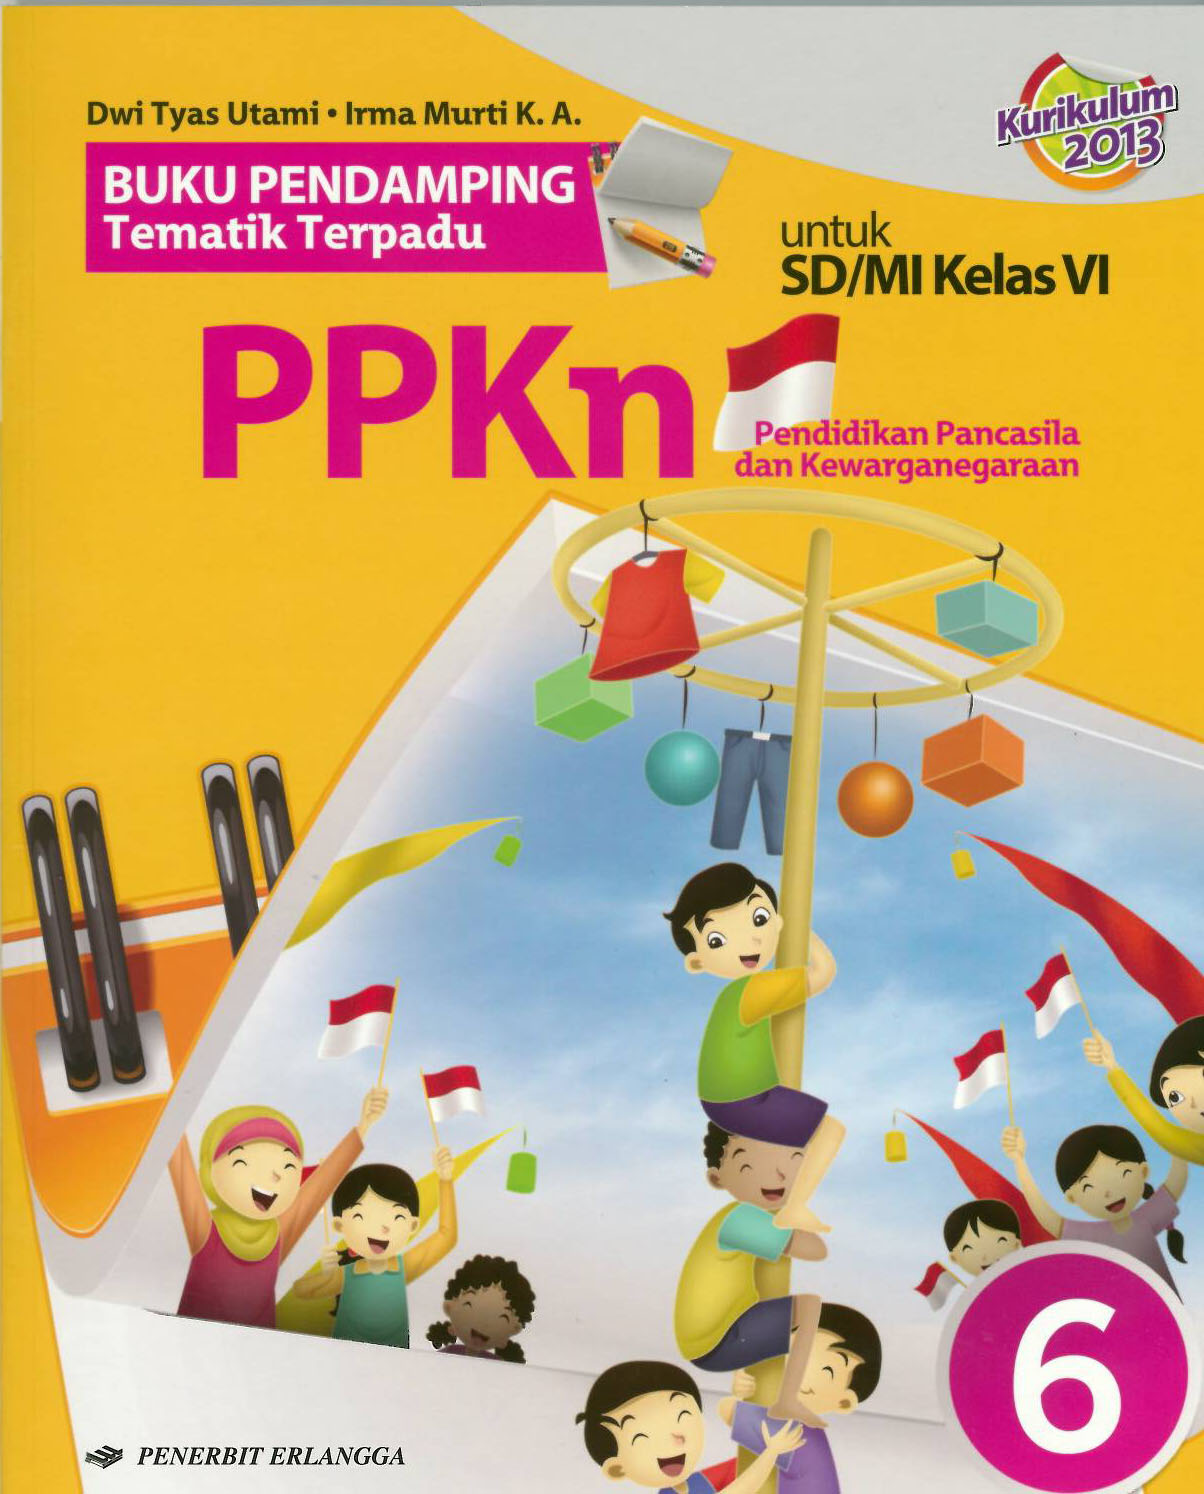 Dwi Tyas Utami • Irma Murti K. A.
BUKU PENDAMPING
Tematik Terpadu
Kurikulum
2013
untuk
SD/MI Kelas VI
PPKn
Pendidikan Pancasila
dan Kewarganegaraan
6
PENERBIT ERLANGGA